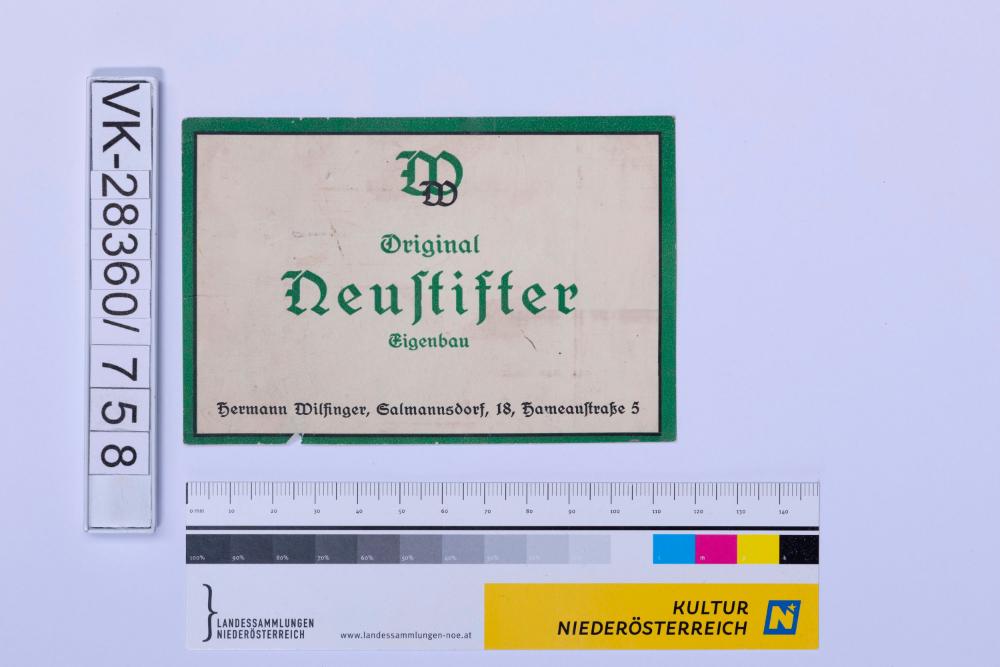 VK-28360/ 758
W
W
Original
Neuſtifter
Eigenbau
Hermann Wilfinger, Salmannsdorf, 18, Hameauſtraße 5
0 mm 10 20 30 40 50 60 70 80 90 100 110 120 130 140
100% 90% 80% 70% 60% 50% 40% 30% 20% 10% c m y k
LANDESSAMMLUNGEN
NIEDERÖSTERREICH
www.landessammlungen-noe.at
KULTUR
NIEDERÖSTERREICH
N